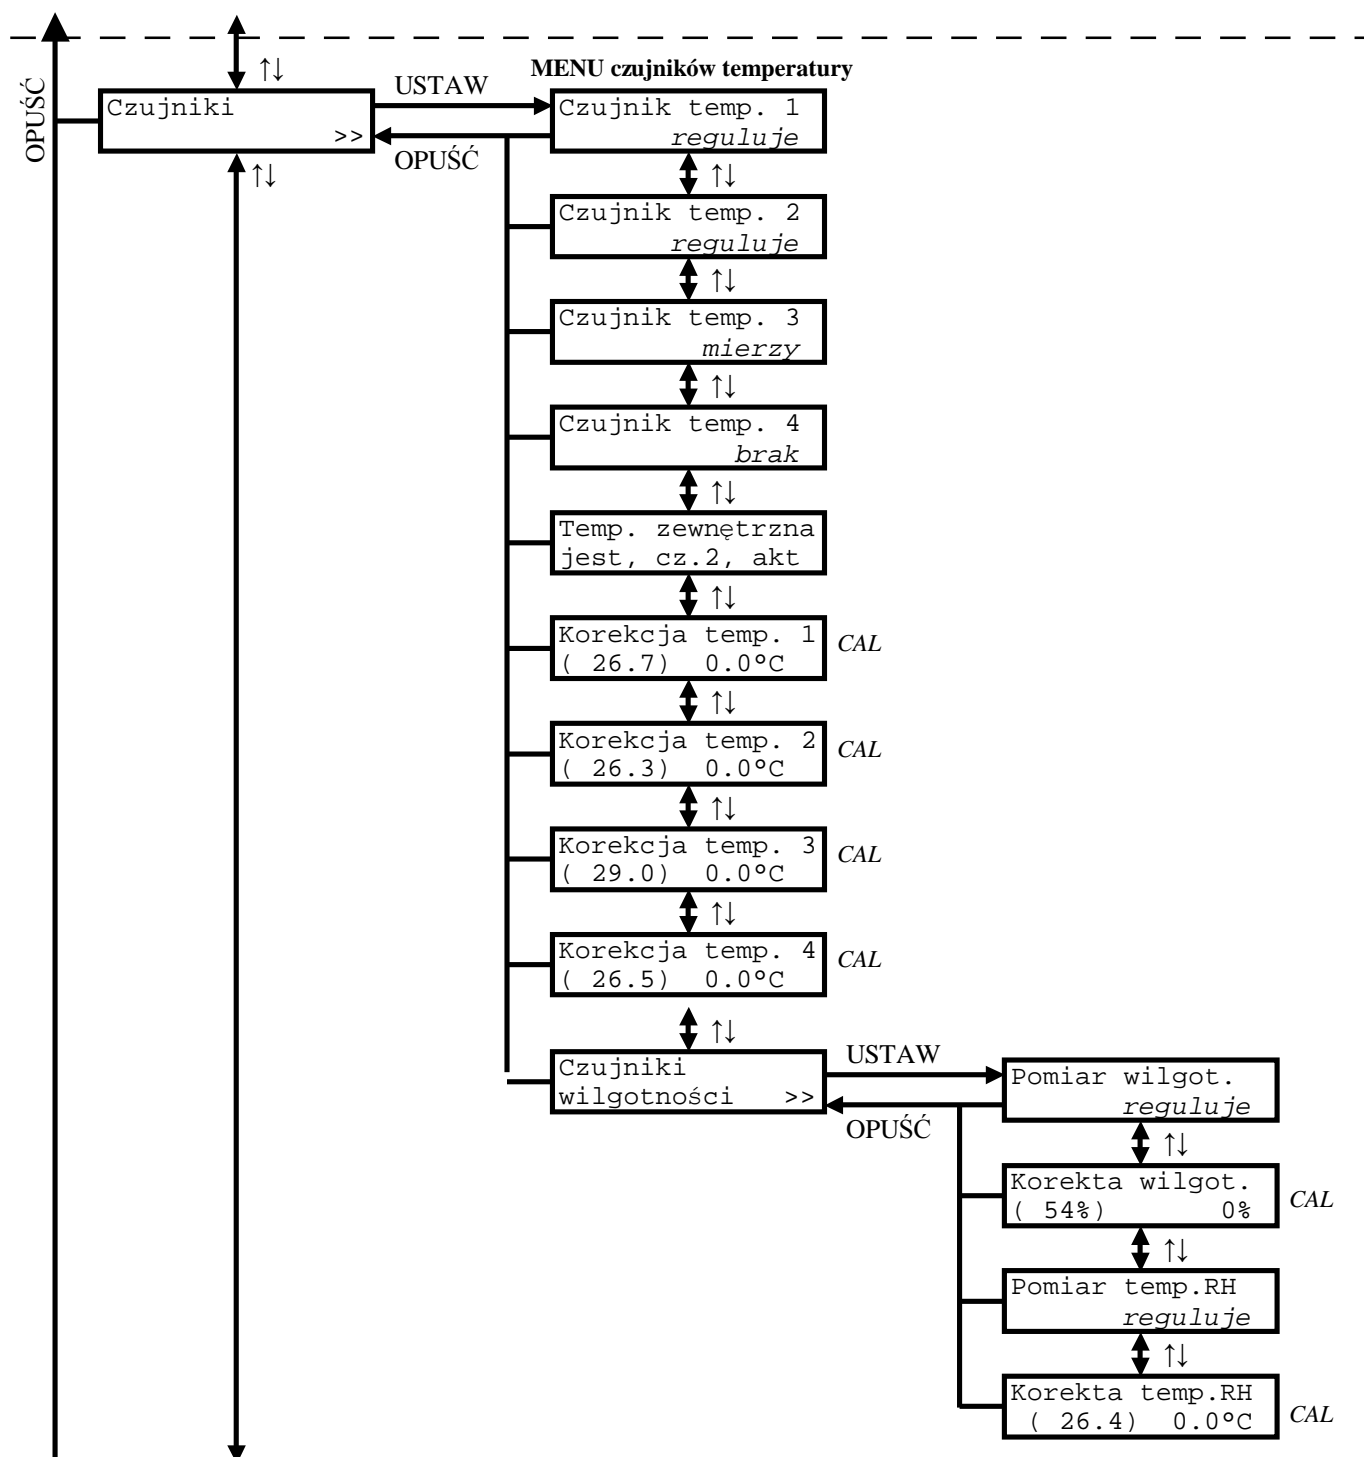 OPUŚĆ
↑↓
MENU czujników temperatury
Czujniki
>>
USTAW
OPUŚĆ
↑↓
Czujnik temp. 1
reguluje
↑↓
Czujnik temp. 2
reguluje
↑↓
Czujnik temp. 3
mierzy
↑↓
Czujnik temp. 4
brak
↑↓
Temp. zewnętrzna
jest, cz.2, akt
↑↓
Korekcja temp. 1
( 26.7) 0.0°C
CAL
↑↓
Korekcja temp. 2
( 26.3) 0.0°C
CAL
↑↓
Korekcja temp. 3
( 29.0) 0.0°C
CAL
↑↓
Korekcja temp. 4
( 26.5) 0.0°C
CAL
↑↓
Czujniki
wilgotności >>
USTAW
OPUŚĆ
Pomiar wilgot.
reguluje
↑↓
Korekta wilgot.
( 54%) 0%
CAL
↑↓
Pomiar temp.RH
reguluje
↑↓
Korekta temp.RH
( 26.4) 0.0°C
CAL